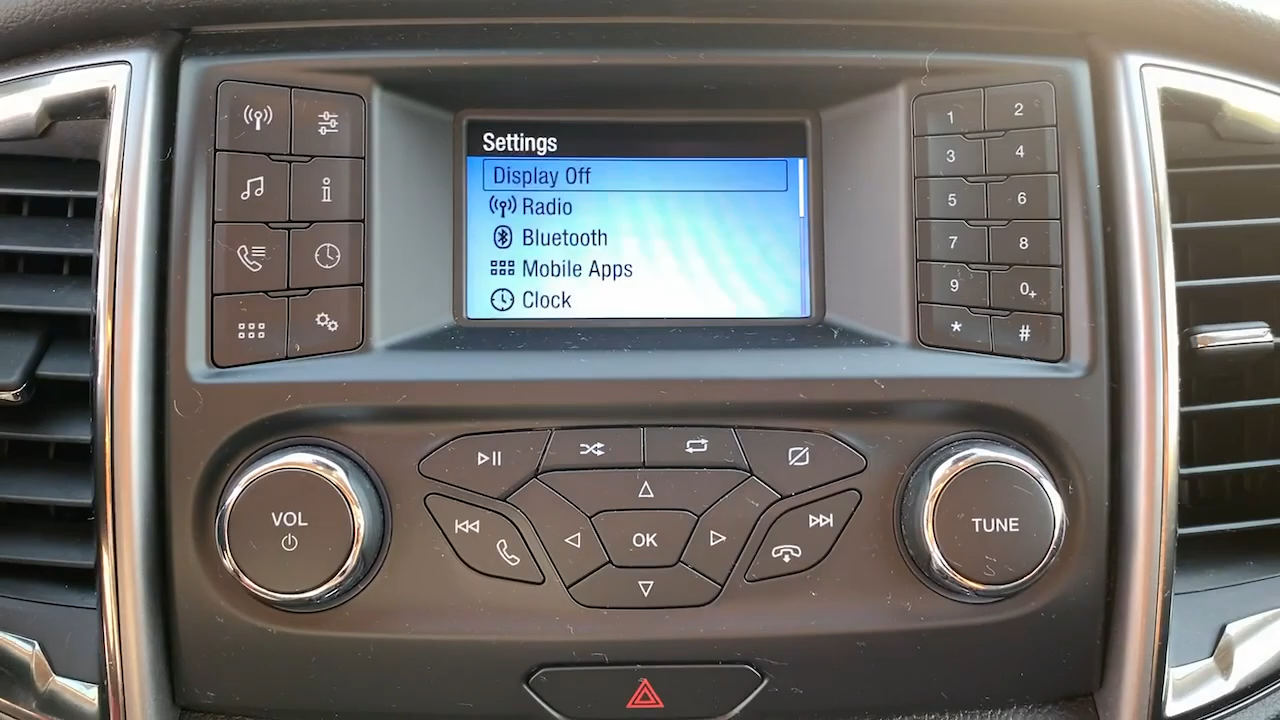 Settings
Display Off
Radio
Bluetooth
Mobile Apps
Clock
1 2
3 4
5 6
7 8
9 0+
* #
VOL
OK
TUNE